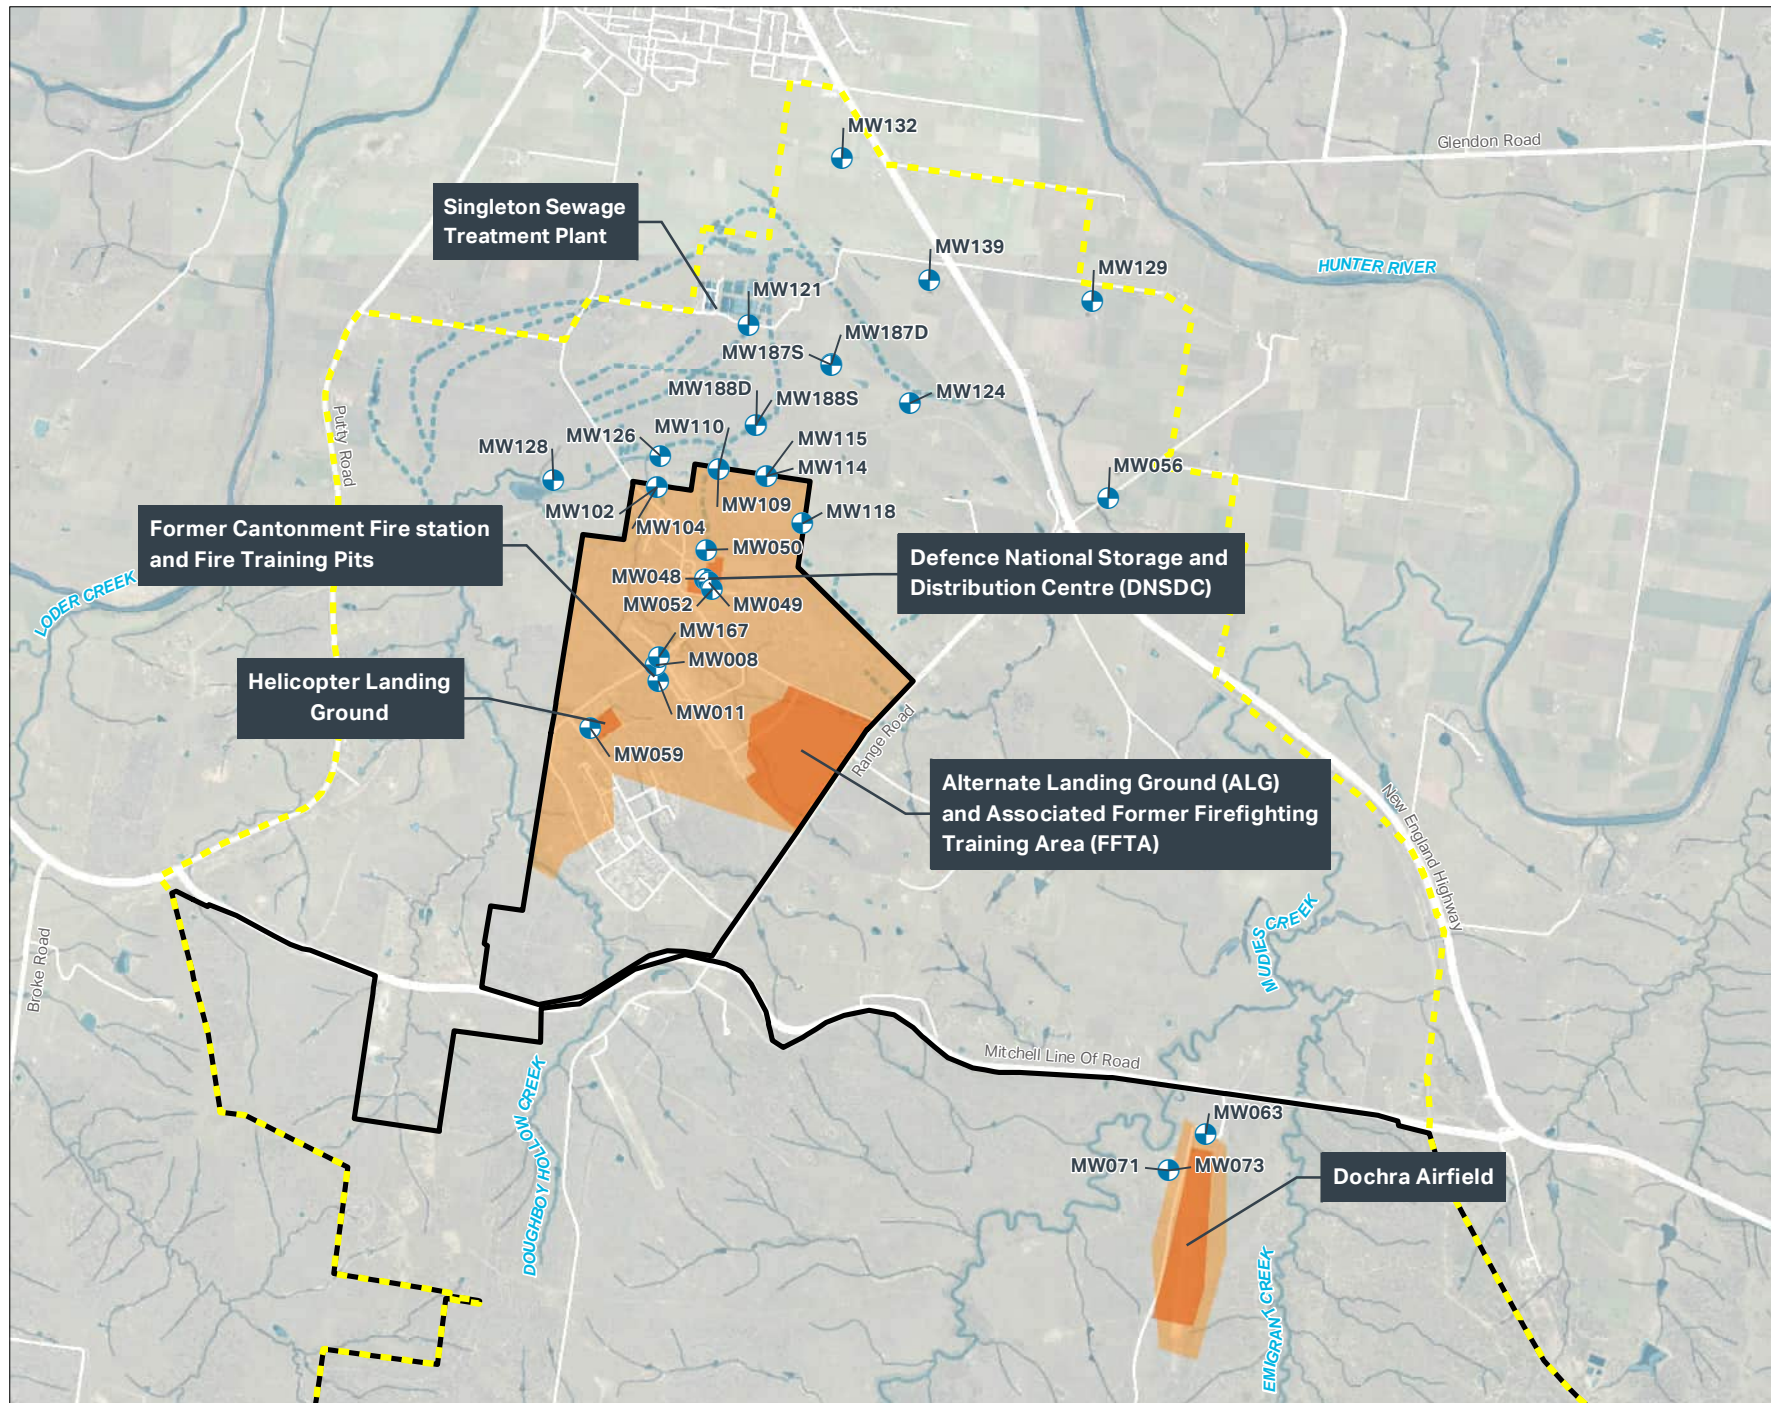 MW132
Glendon Road
Singleton Sewage
Treatment Plant
MW139
HUNTER RIVER
MW129
MW121
MW187D
MW187S
MW188D
MW188S
MW124
Putty Road
MW110
MW126
MW115
MW128
MW114
MW056
MW109
MW102
MW118
MW104
Former Cantonment Fire station
and Fire Training Pits
MW050
Defence National Storage and
Distribution Centre (DNSDC)
MW048
LODER CREEK
MW052
MW049
MW167
MW008
Helicopter Landing
Ground
MW011
MW059
Range Road
Alternate Landing Ground (ALG)
and Associated Former Firefighting
Training Area (FFTA)
New England Highway
MUDIES CREEK
Broke Road
Mitchell Line Of Road
DOUGHBOY HOLLOW CREEK
MW063
MW071
MW073
Dochra Airfield
EMIGRANT CREEK